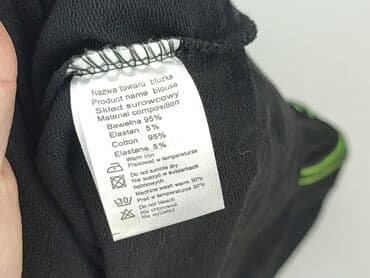 Nazwa towaru bluzka
Product name blouse
Skład surowcowy
Material composition
Bawełna 95%
Elastan 5%
Cotton 95%
Elastane 5%
Warm iron
Prasować w temperaturze
Do not tumble dry
Nie suszyć w suszarkach
bębnowych
Machine wash warm 30°c
30
Prać w temperaturze 30°c
Do not bleach
Nie chlorować
Nie wybielać